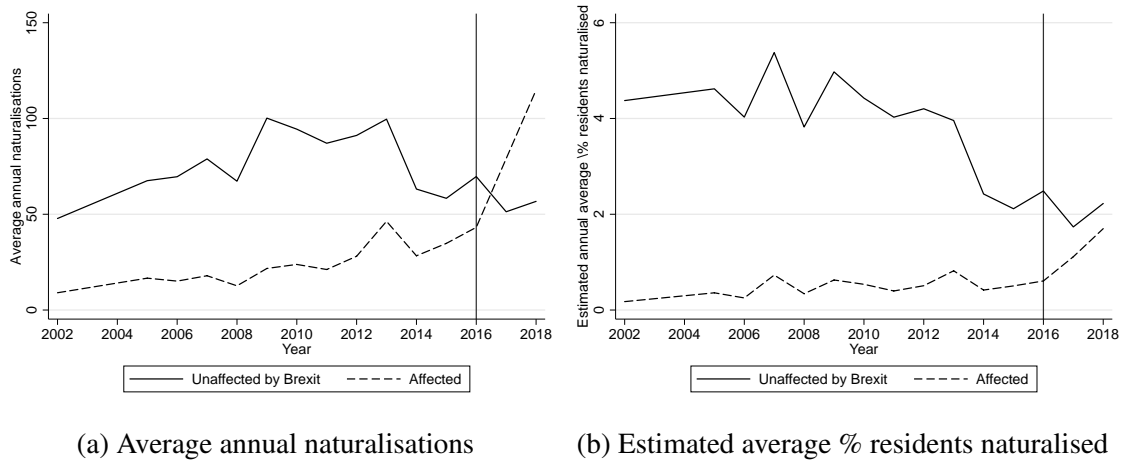 Average annual naturalisations
150
100
50
0
2002 2004 2006 2008 2010 2012 2014 2016 2018
Year
Unaffected by Brexit Affected
(a) Average annual naturalisations
Estimated annual average \% residents naturalised
6
4
2
0
2002 2004 2006 2008 2010 2012 2014 2016 2018
Year
Unaffected by Brexit Affected
(b) Estimated average % residents naturalised